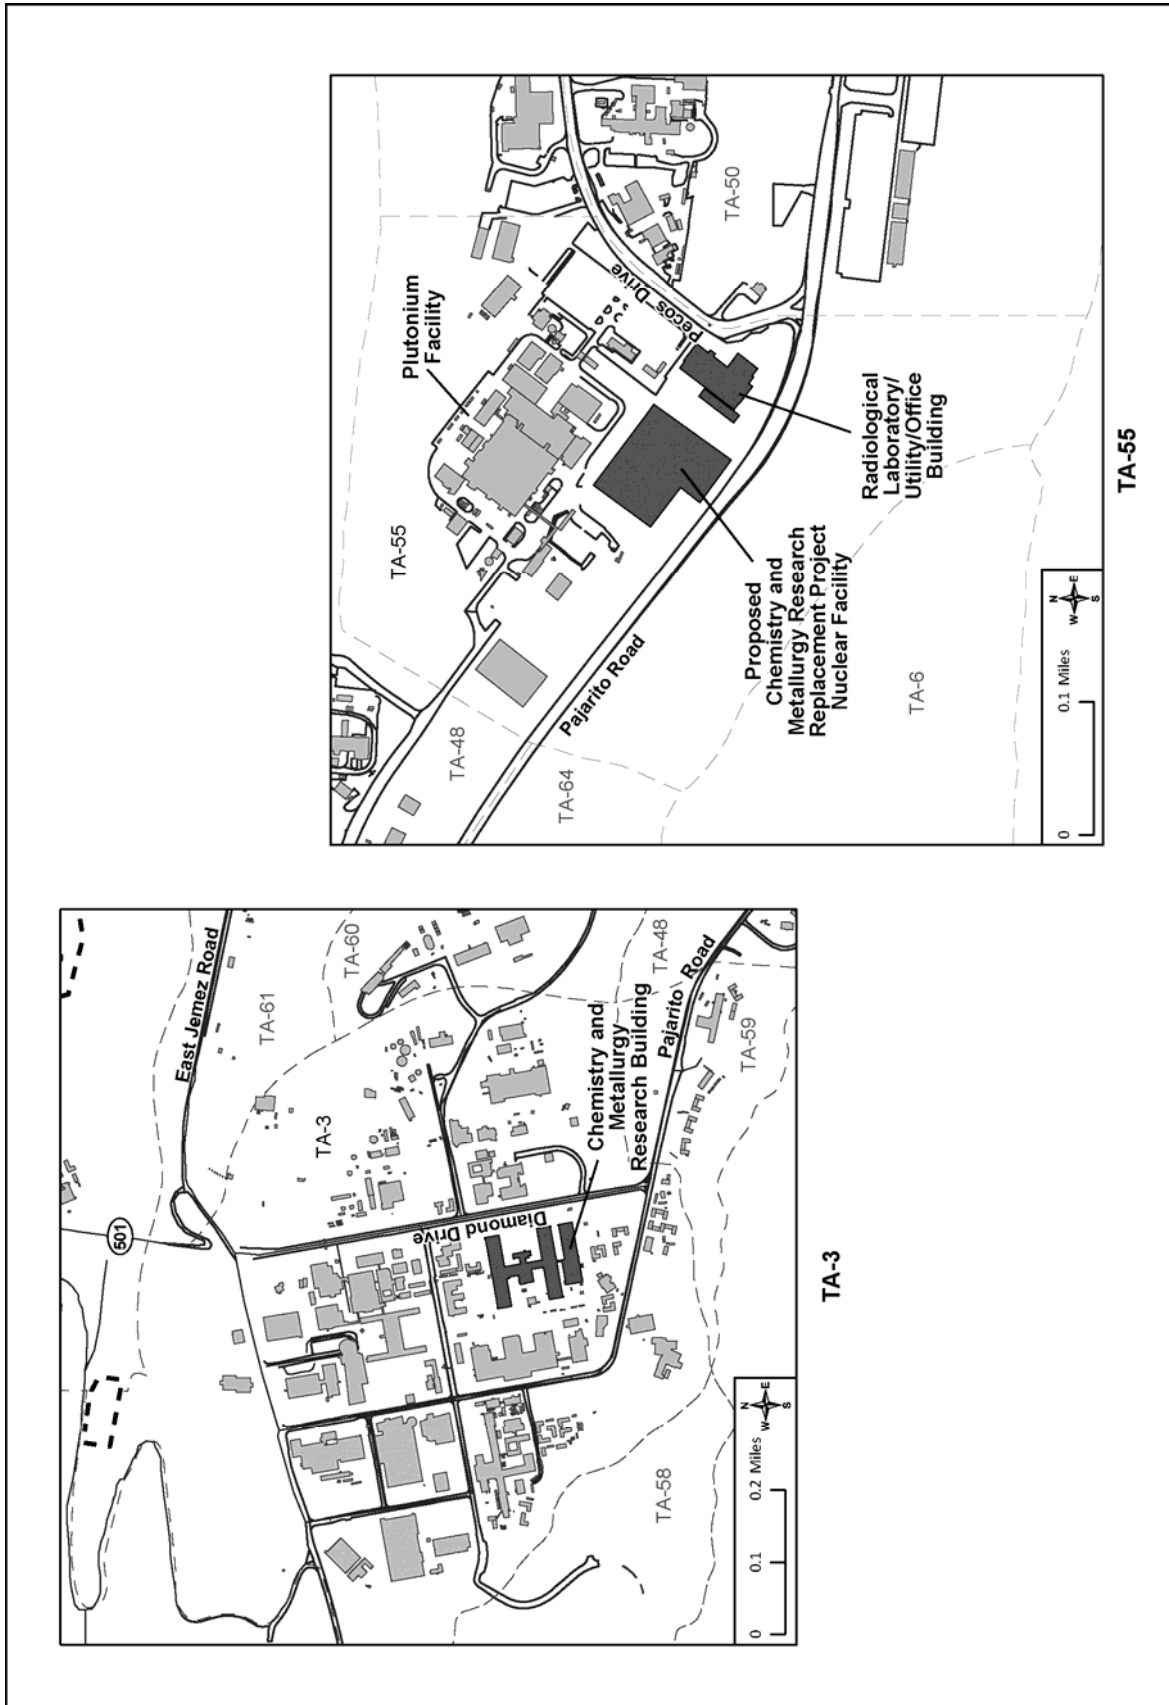 501
East Jemez Road
TA-61
TA-60
TA-3
Diamond Drive
Chemistry and
Metallurgy
Research Building
TA-48
Pajarito Road
TA-59
TA-58
0
0.1
0.2 Miles
N
W
E
S
TA-3
Plutonium
Facility
TA-55
TA-48
TA-64
Pajarito Road
Pecos Drive
TA-50
Proposed
Chemistry and
Metallurgy Research
Replacement Project
Nuclear Facility
Radiological
Laboratory/
Utility/Office
Building
TA-6
0
0.1 Miles
N
W
E
S
TA-55